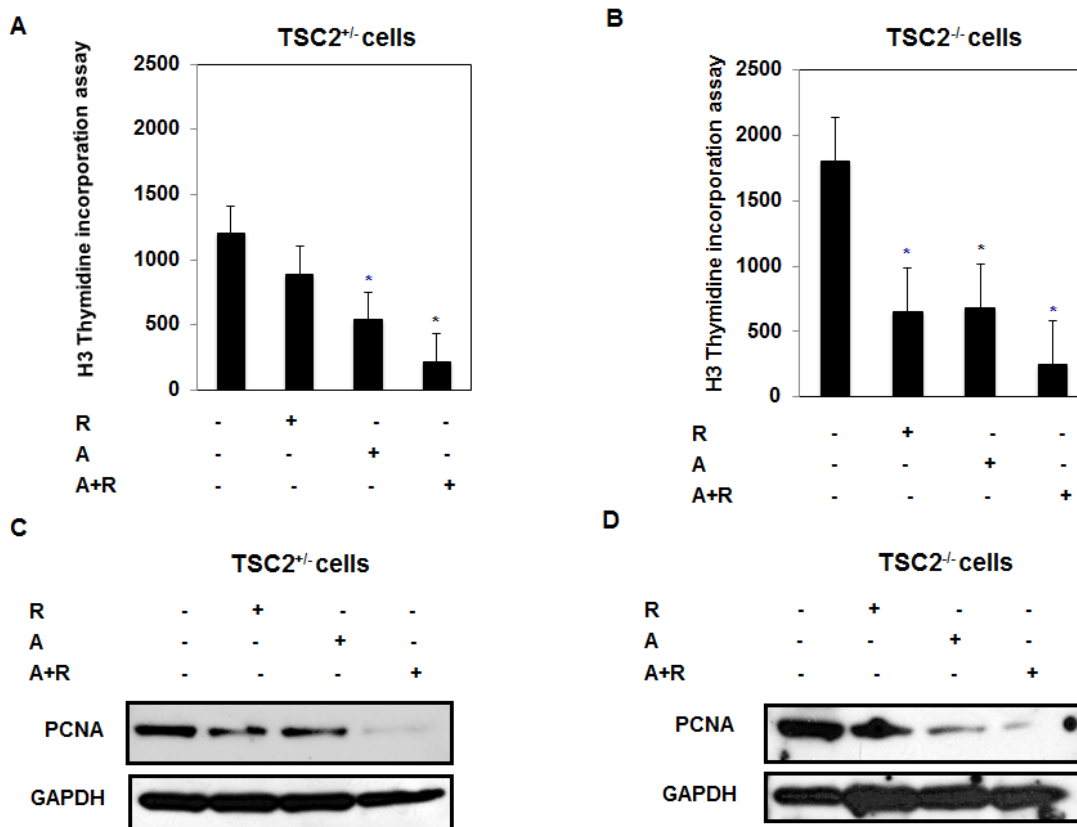 A
TSC2+/- cells
H3 Thymidine incorporation assay
2500
2000
1500
1000
500
0
*
*
R - + - -
A - - + -
A+R - - - +
B
TSC2-/- cells
H3 Thymidine incorporation assay
2500
2000
1500
1000
500
0
*
*
*
R - + - -
A - - + -
A+R - - - +
C
TSC2+/- cells
R - + - -
A - - + -
A+R - - - +
PCNA
GAPDH
D
TSC2-/- cells
R - + - -
A - - + -
A+R - - - +
PCNA
GAPDH